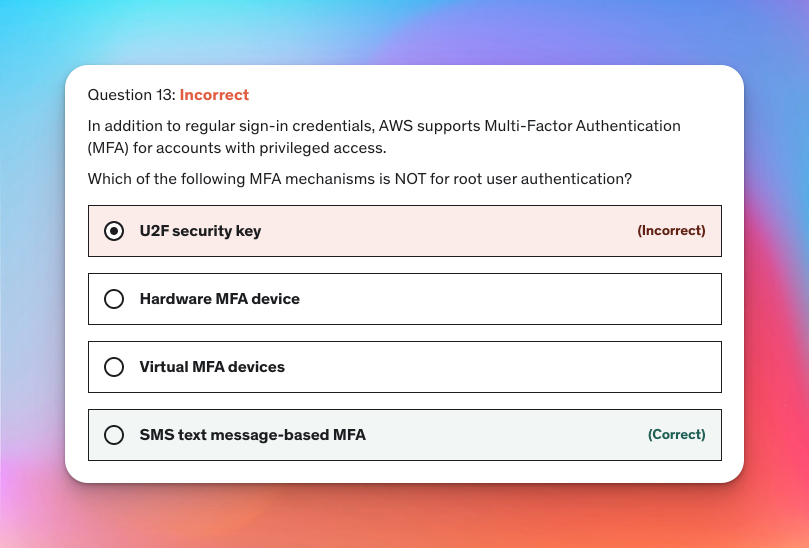 Question 13: Incorrect
In addition to regular sign-in credentials, AWS supports Multi-Factor Authentication
(MFA) for accounts with privileged access.
Which of the following MFA mechanisms is NOT for root user authentication?
U2F security key (Incorrect)
Hardware MFA device
Virtual MFA devices
SMS text message-based MFA (Correct)